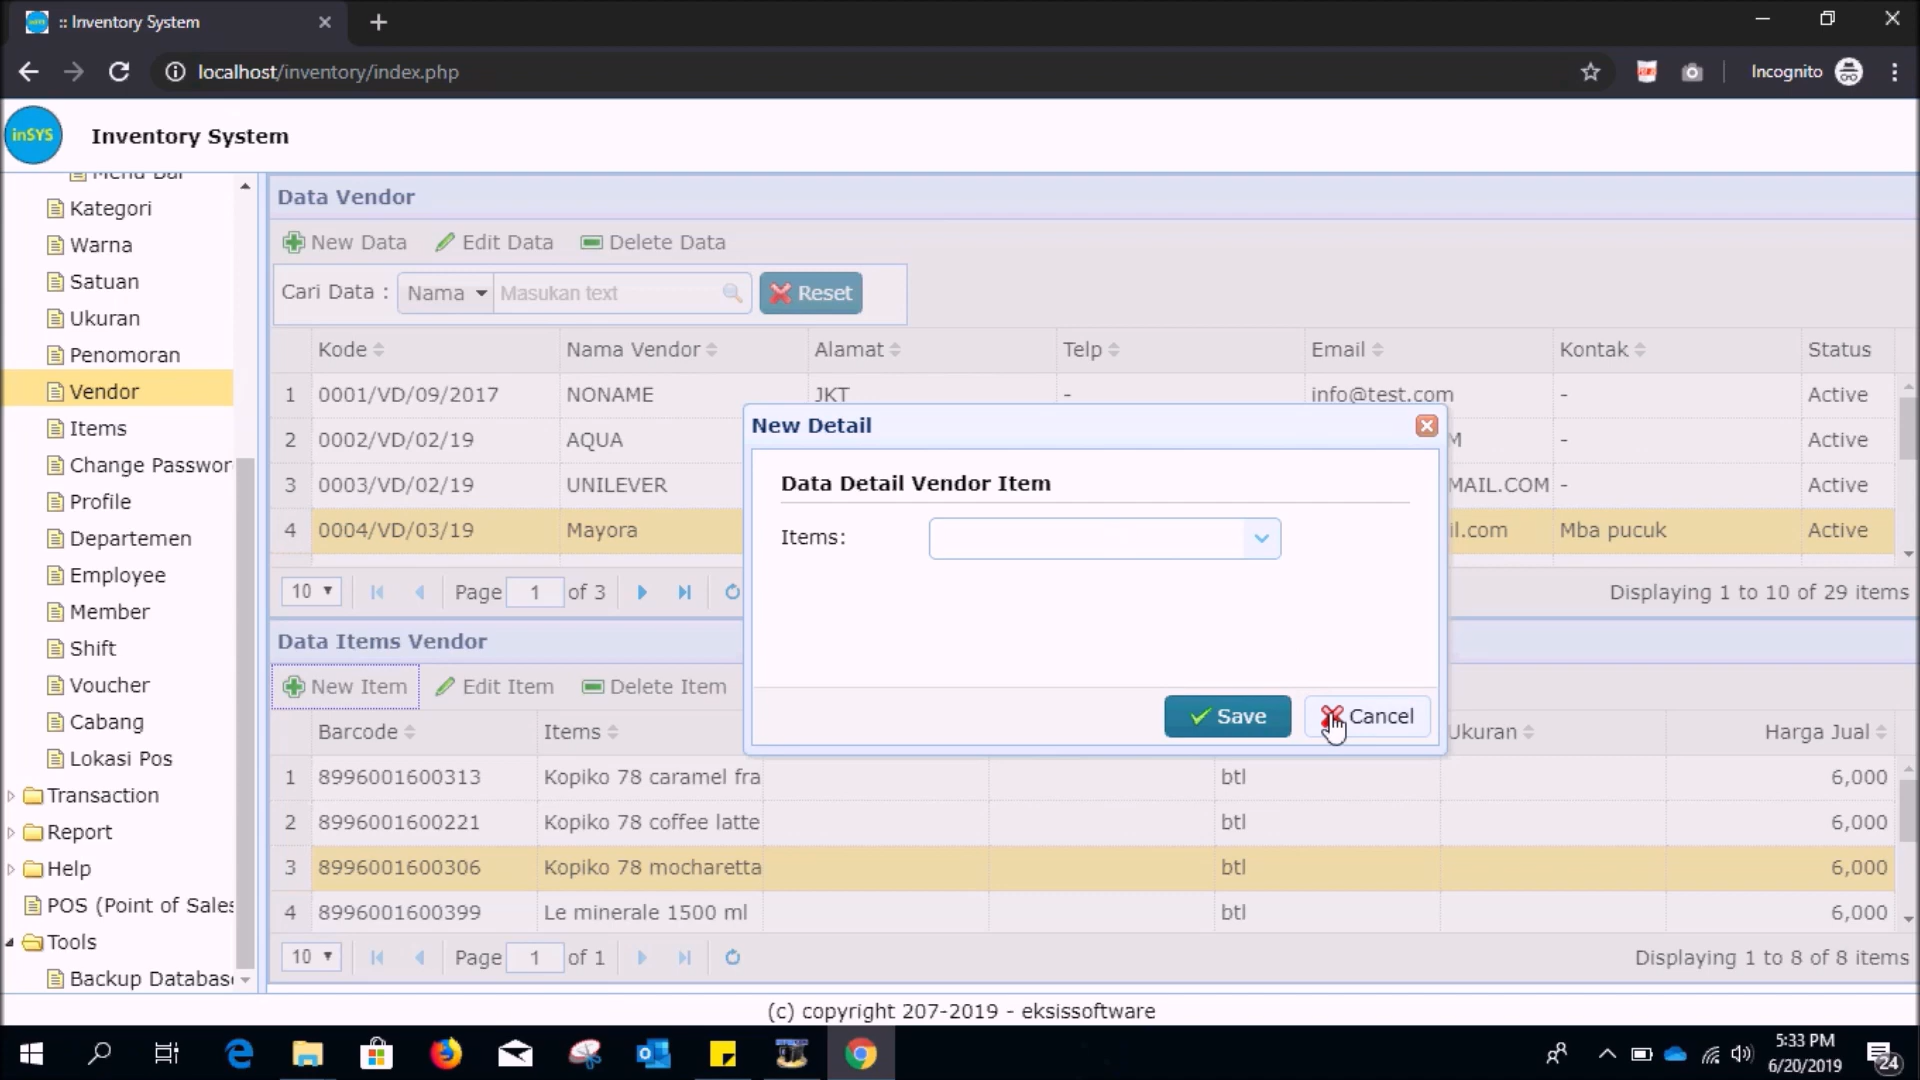 :: Inventory System
localhost/inventory/index.php
Incognito
inSYS
Inventory System
Menu Bar
Kategori
Warna
Satuan
Ukuran
Penomoran
Vendor
Items
Change Passwor
Profile
Departemen
Employee
Member
Shift
Voucher
Cabang
Lokasi Pos
Transaction
Report
Help
POS (Point of Sales
Tools
Backup Database
Data Vendor
New Data Edit Data Delete Data
Cari Data : Nama Masukan text Reset
Kode Nama Vendor Alamat Telp Email Kontak Status
1 0001/VD/09/2017 NONAME JKT - info@test.com - Active
2 0002/VD/02/19 AQUA M - Active
3 0003/VD/02/19 UNILEVER MAIL.COM - Active
4 0004/VD/03/19 Mayora il.com Mba pucuk Active
10 Page 1 of 3 Displaying 1 to 10 of 29 items
New Detail
Data Detail Vendor Item
Items:
Save Cancel
Data Items Vendor
New Item Edit Item Delete Item
Barcode Items Ukuran Harga Jual
1 8996001600313 Kopiko 78 caramel fra btl 6,000
2 8996001600221 Kopiko 78 coffee latte btl 6,000
3 8996001600306 Kopiko 78 mocharetta btl 6,000
4 8996001600399 Le minerale 1500 ml btl 6,000
10 Page 1 of 1 Displaying 1 to 8 of 8 items
(c) copyright 207-2019 - eksissoftware
5:33 PM
6/20/2019
24